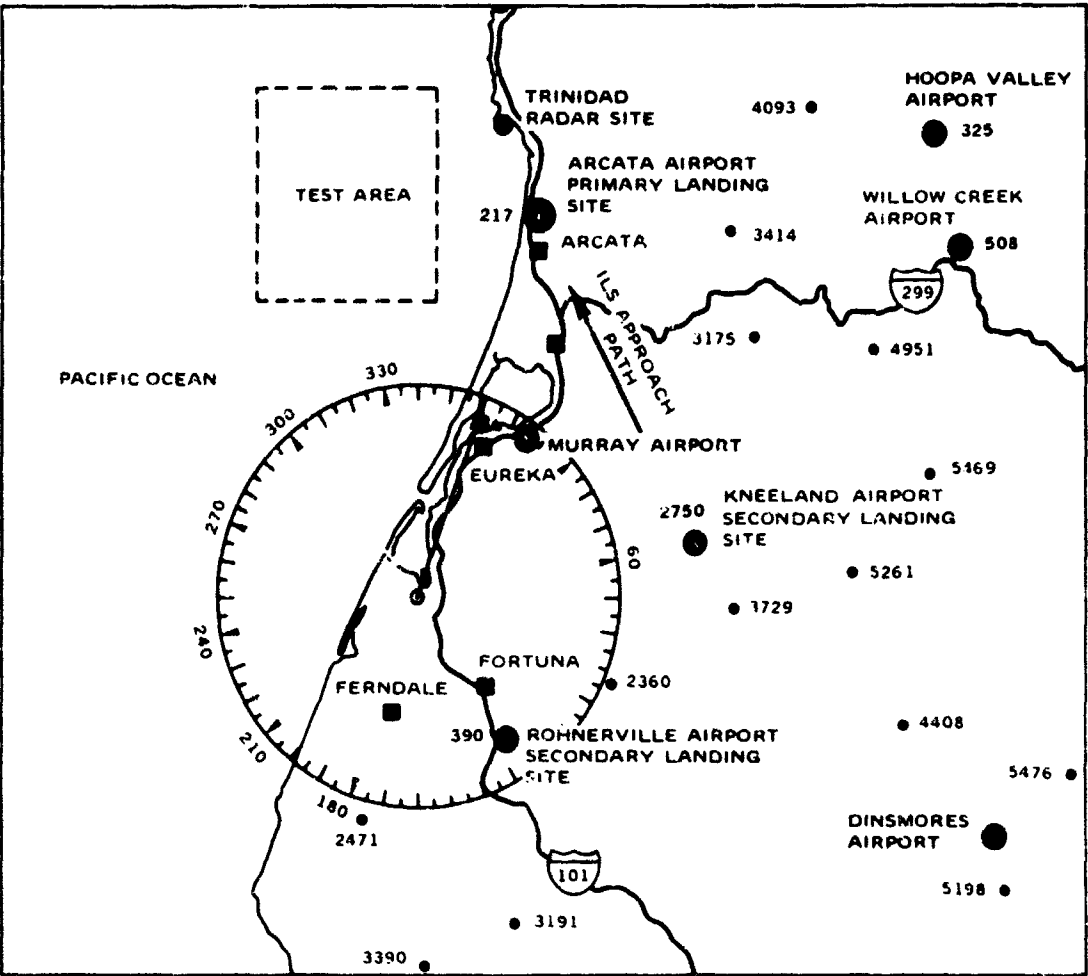 TRINIDAD
RADAR SITE
4093
HOOPA VALLEY
AIRPORT
325
TEST AREA
ARCATA AIRPORT
PRIMARY LANDING
SITE
217
ARCATA
3414
WILLOW CREEK
AIRPORT
508
299
ILS APPROACH
PATH
3175
4951
PACIFIC OCEAN
330
300
270
240
210
180
60
MURRAY AIRPORT
EUREKA
5469
2750
KNEELAND AIRPORT
SECONDARY LANDING
SITE
5261
3729
FORTUNA
FERNDALE
2360
390
ROHNERVILLE AIRPORT
SECONDARY LANDING
SITE
4408
5476
2471
DINSMORES
AIRPORT
101
5198
3191
3390